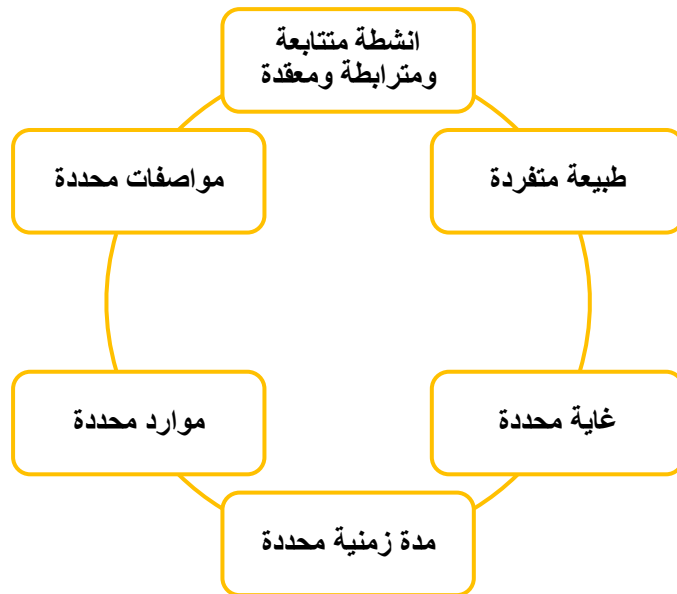 انشطة متتابعة
ومترابطة ومعقدة
طبيعة متفردة
غاية محددة
مدة زمنية محددة
موارد محددة
مواصفات محددة